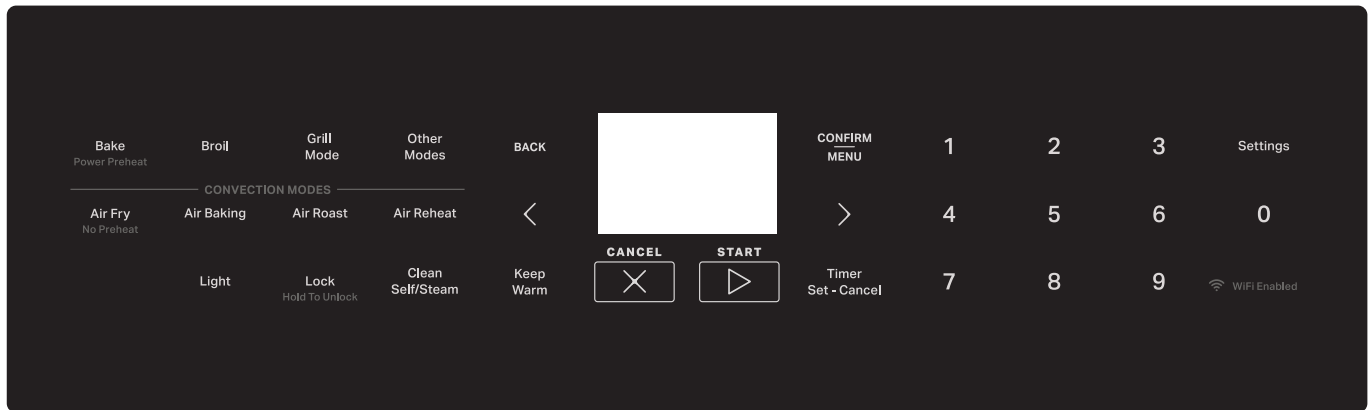 Bake
Power Preheat
Broil
Grill
Mode
Other
Modes
BACK
CONFIRM
MENU
1
2
3
Settings
CONVECTION MODES
Air Fry
No Preheat
Air Baking
Air Roast
Air Reheat
4
5
6
0
CANCEL
START
Light
Lock
Hold To Unlock
Clean
Self/Steam
Keep
Warm
Timer
Set - Cancel
7
8
9
WiFi Enabled